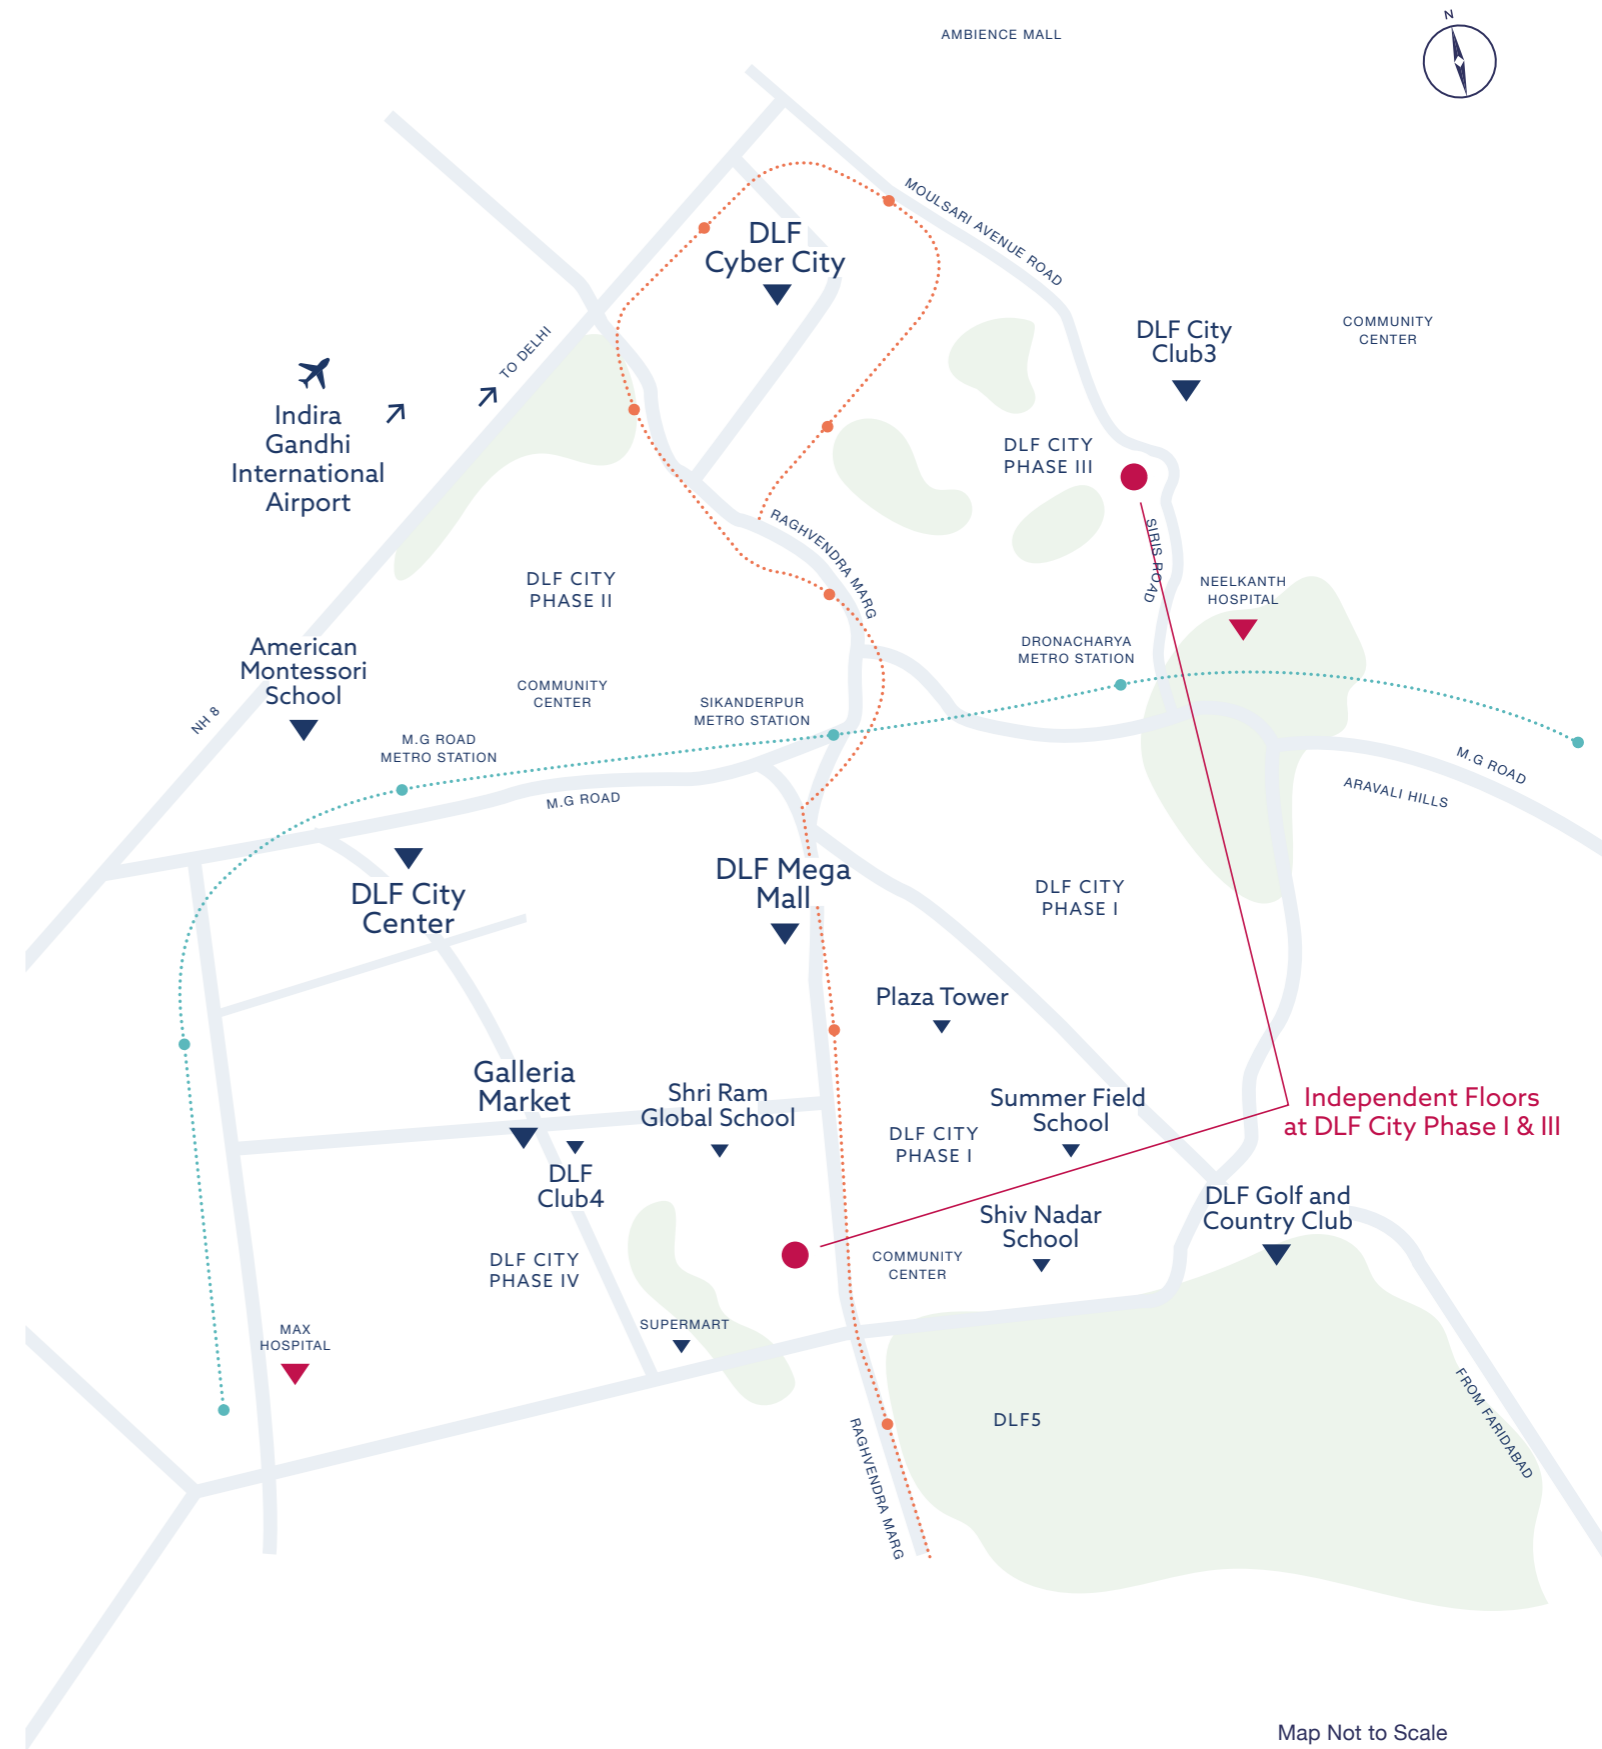 N
AMBIENCE MALL
MOULSARI AVENUE ROAD
DLF
Cyber City
DLF City
Club3
COMMUNITY
CENTER
TO DELHI
Indira
Gandhi
International
Airport
DLF CITY
PHASE III
RAGHVENDRA MARG
SIRIS ROAD
DLF CITY
PHASE II
NEELKANTH
HOSPITAL
American
Montessori
School
DRONACHARYA
METRO STATION
COMMUNITY
CENTER
SIKANDERPUR
METRO STATION
NH 8
M.G ROAD
METRO STATION
M.G ROAD
M.G ROAD
ARAVALI HILLS
DLF City
Center
DLF Mega
Mall
DLF CITY
PHASE I
Plaza Tower
Galleria
Market
Shri Ram
Global School
Summer Field
School
Independent Floors
at DLF City Phase I & III
DLF CITY
PHASE I
DLF
Club4
DLF Golf and
Country Club
Shiv Nadar
School
DLF CITY
PHASE IV
COMMUNITY
CENTER
MAX
HOSPITAL
SUPERMART
FROM FARIDABAD
DLF5
RAGHVENDRA MARG
Map Not to Scale